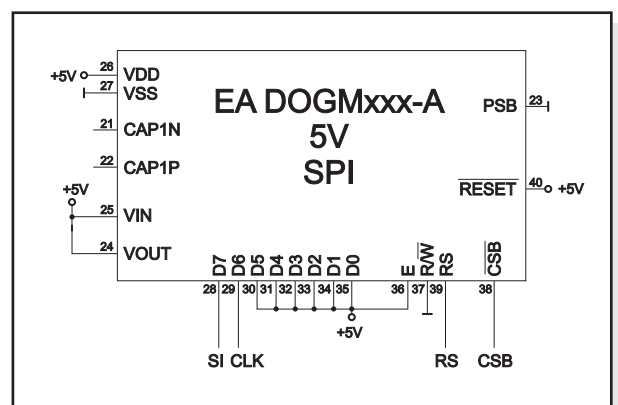 EA DOGMxxx-A
5V
SPI
+5V
26 VDD
27 VSS
21 CAP1N
22 CAP1P
+5V
25 VIN
24 VOUT
PSB 23
RESET 40 +5V
D7 D6 D5 D4 D3 D2 D1 D0 E R/W RS CSB
28 29 30 31 32 33 34 35 36 37 39 38
+5V
SI CLK RS CSB